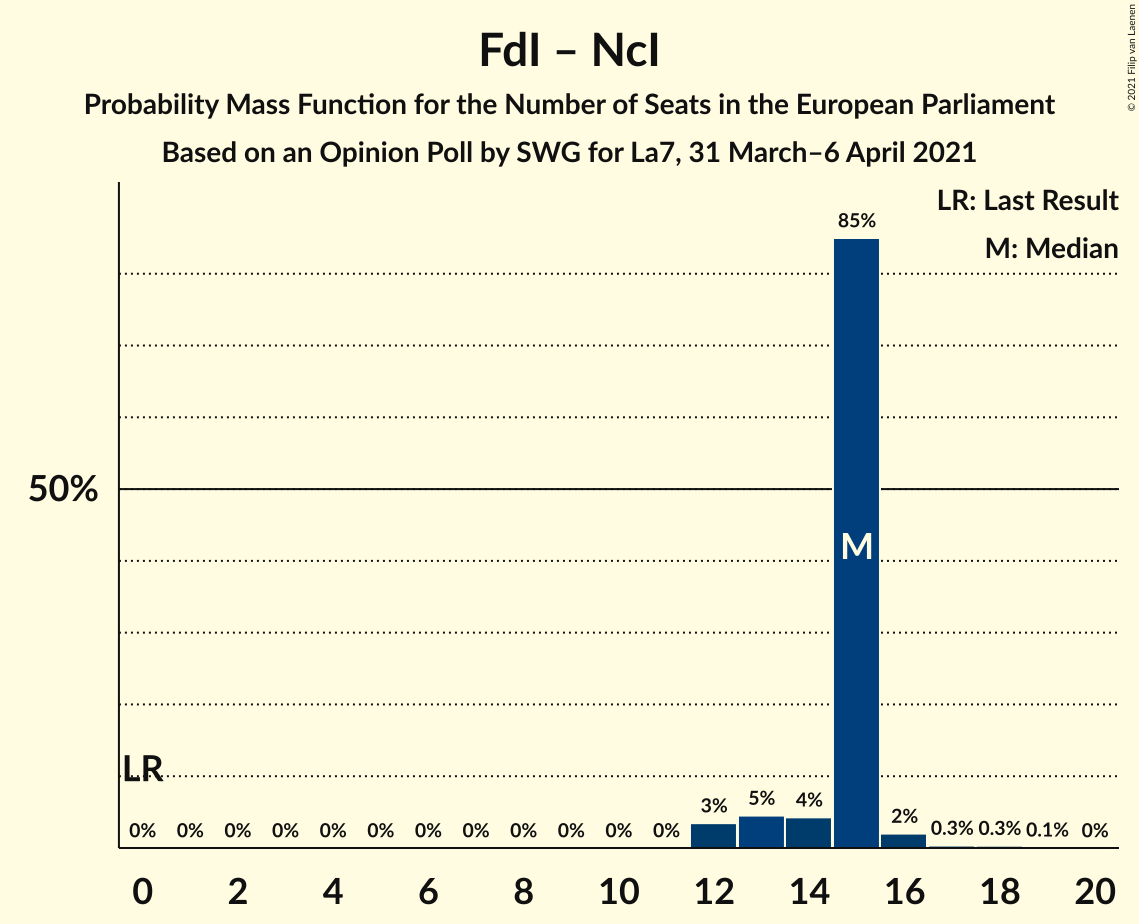 FdI – NcI
Probability Mass Function for the Number of Seats in the European Parliament
Based on an Opinion Poll by SWG for La7, 31 March–6 April 2021
© 2021 Filip van Laenen
LR: Last Result
M: Median
85%
50%
M
LR
0% 0% 0% 0% 0% 0% 0% 0% 0% 0% 0% 0% 3% 5% 4% 2% 0.3% 0.3% 0.1% 0%
0 2 4 6 8 10 12 14 16 18 20